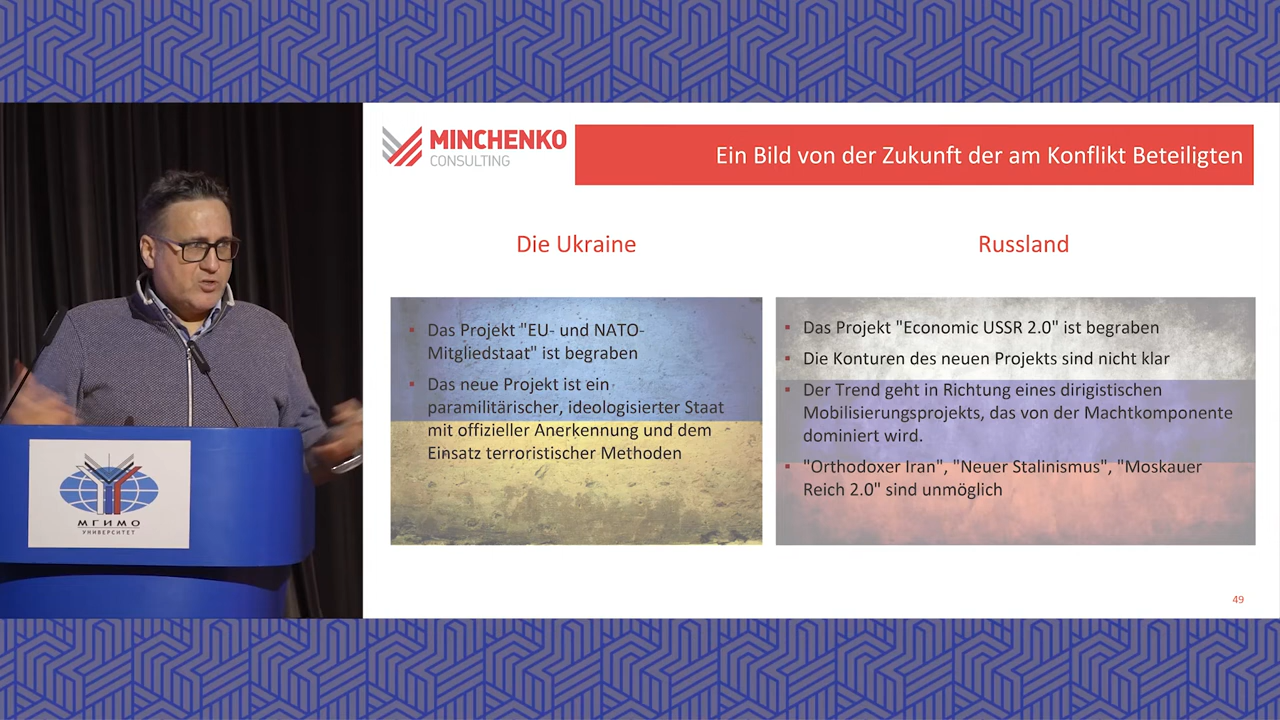 МГИМО
УНИВЕРСИТЕТ
MINCHENKO
CONSULTING
Ein Bild von der Zukunft der am Konflikt Beteiligten
Die Ukraine
▪ Das Projekt "EU- und NATO-
Mitgliedstaat" ist begraben
▪ Das neue Projekt ist ein
paramilitärischer, ideologisierter Staat
mit offizieller Anerkennung und dem
Einsatz terroristischer Methoden
Russland
▪ Das Projekt "Economic USSR 2.0" ist begraben
▪ Die Konturen des neuen Projekts sind nicht klar
▪ Der Trend geht in Richtung eines dirigistischen
Mobilisierungsprojekts, das von der Machtkomponente
dominiert wird.
▪ "Orthodoxer Iran", "Neuer Stalinismus", "Moskauer
Reich 2.0" sind unmöglich
49